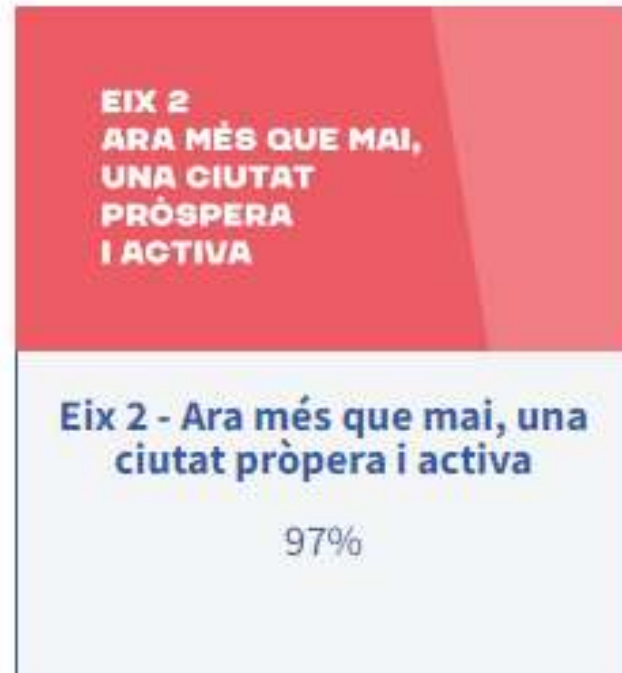 EIX 2
ARA MÉS QUE MAI,
UNA CIUTAT
PRÒSPERA
I ACTIVA
Eix 2 - Ara més que mai, una
ciutat pròpera i activa
97%